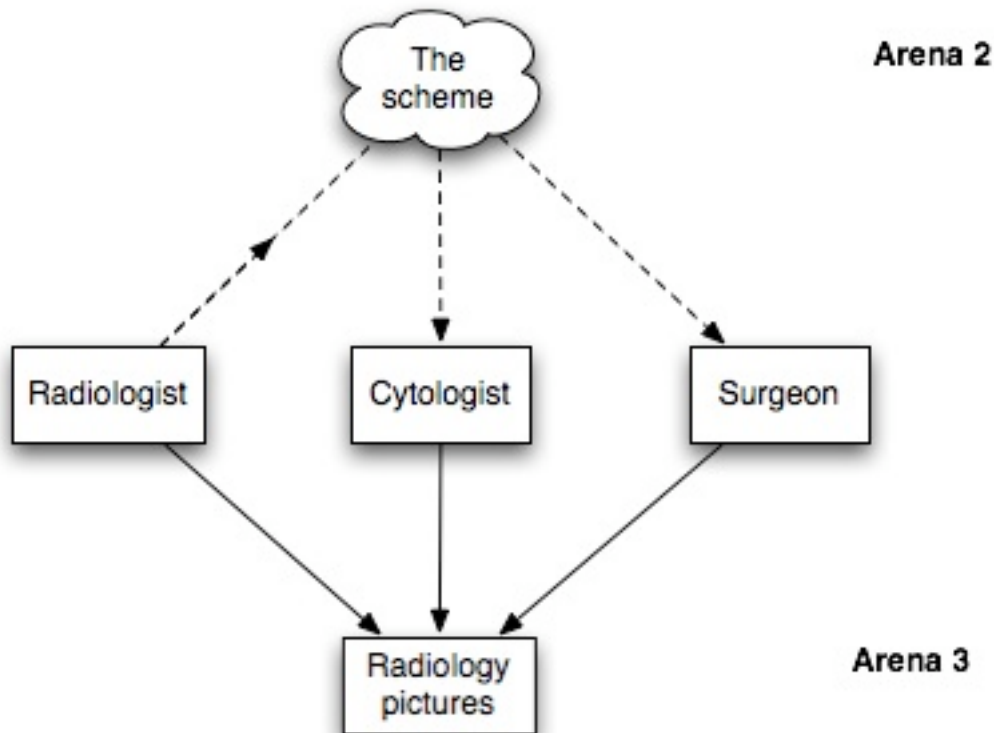 The
scheme
Arena 2
Radiologist
Cytologist
Surgeon
Radiology
pictures
Arena 3